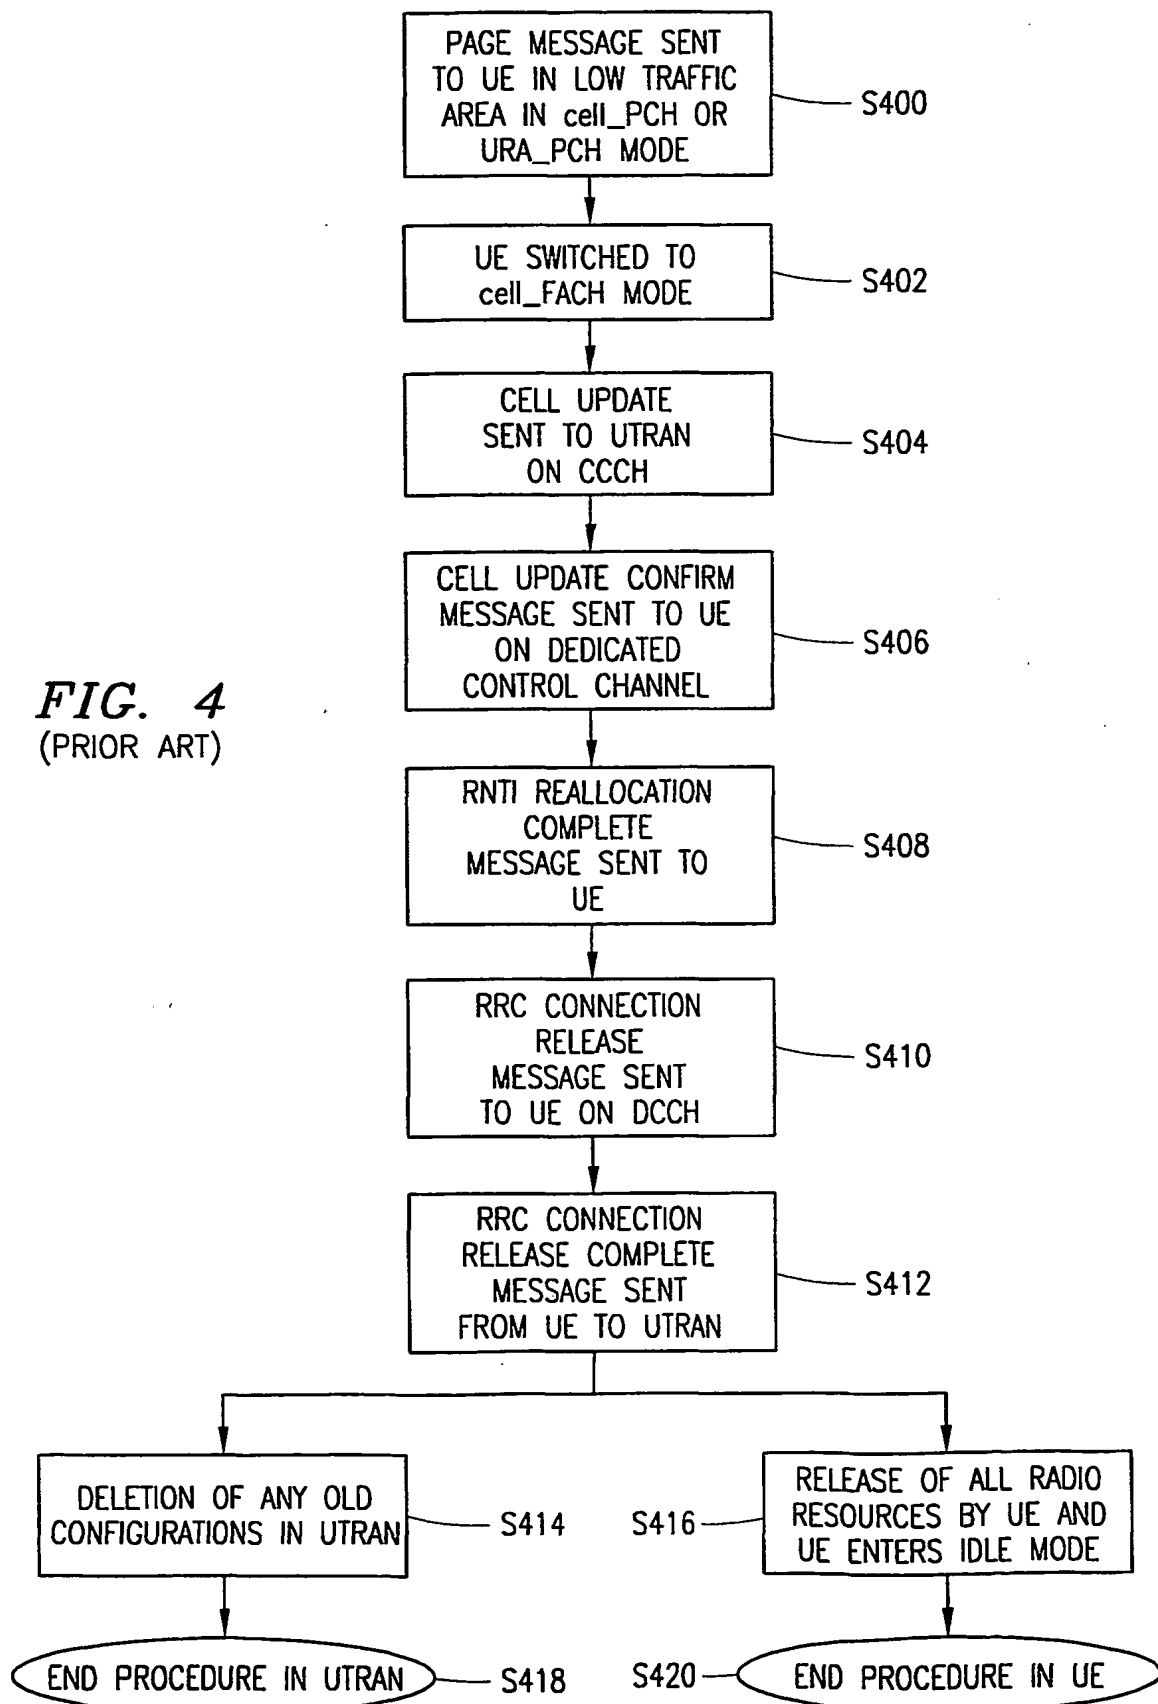 PAGE MESSAGE SENT
TO UE IN LOW TRAFFIC
AREA IN cell_PCH OR
URA_PCH MODE
S400
UE SWITCHED TO
cell_FACH MODE
S402
CELL UPDATE
SENT TO UTRAN
ON CCCH
S404
CELL UPDATE CONFIRM
MESSAGE SENT TO UE
ON DEDICATED
CONTROL CHANNEL
S406
FIG. 4
(PRIOR ART)
RNTI REALLOCATION
COMPLETE
MESSAGE SENT TO
UE
S408
RRC CONNECTION
RELEASE
MESSAGE SENT
TO UE ON DCCH
S410
RRC CONNECTION
RELEASE COMPLETE
MESSAGE SENT
FROM UE TO UTRAN
S412
DELETION OF ANY OLD
CONFIGURATIONS IN UTRAN
S414
S416
RELEASE OF ALL RADIO
RESOURCES BY UE AND
UE ENTERS IDLE MODE
END PROCEDURE IN UTRAN
S418
S420
END PROCEDURE IN UE